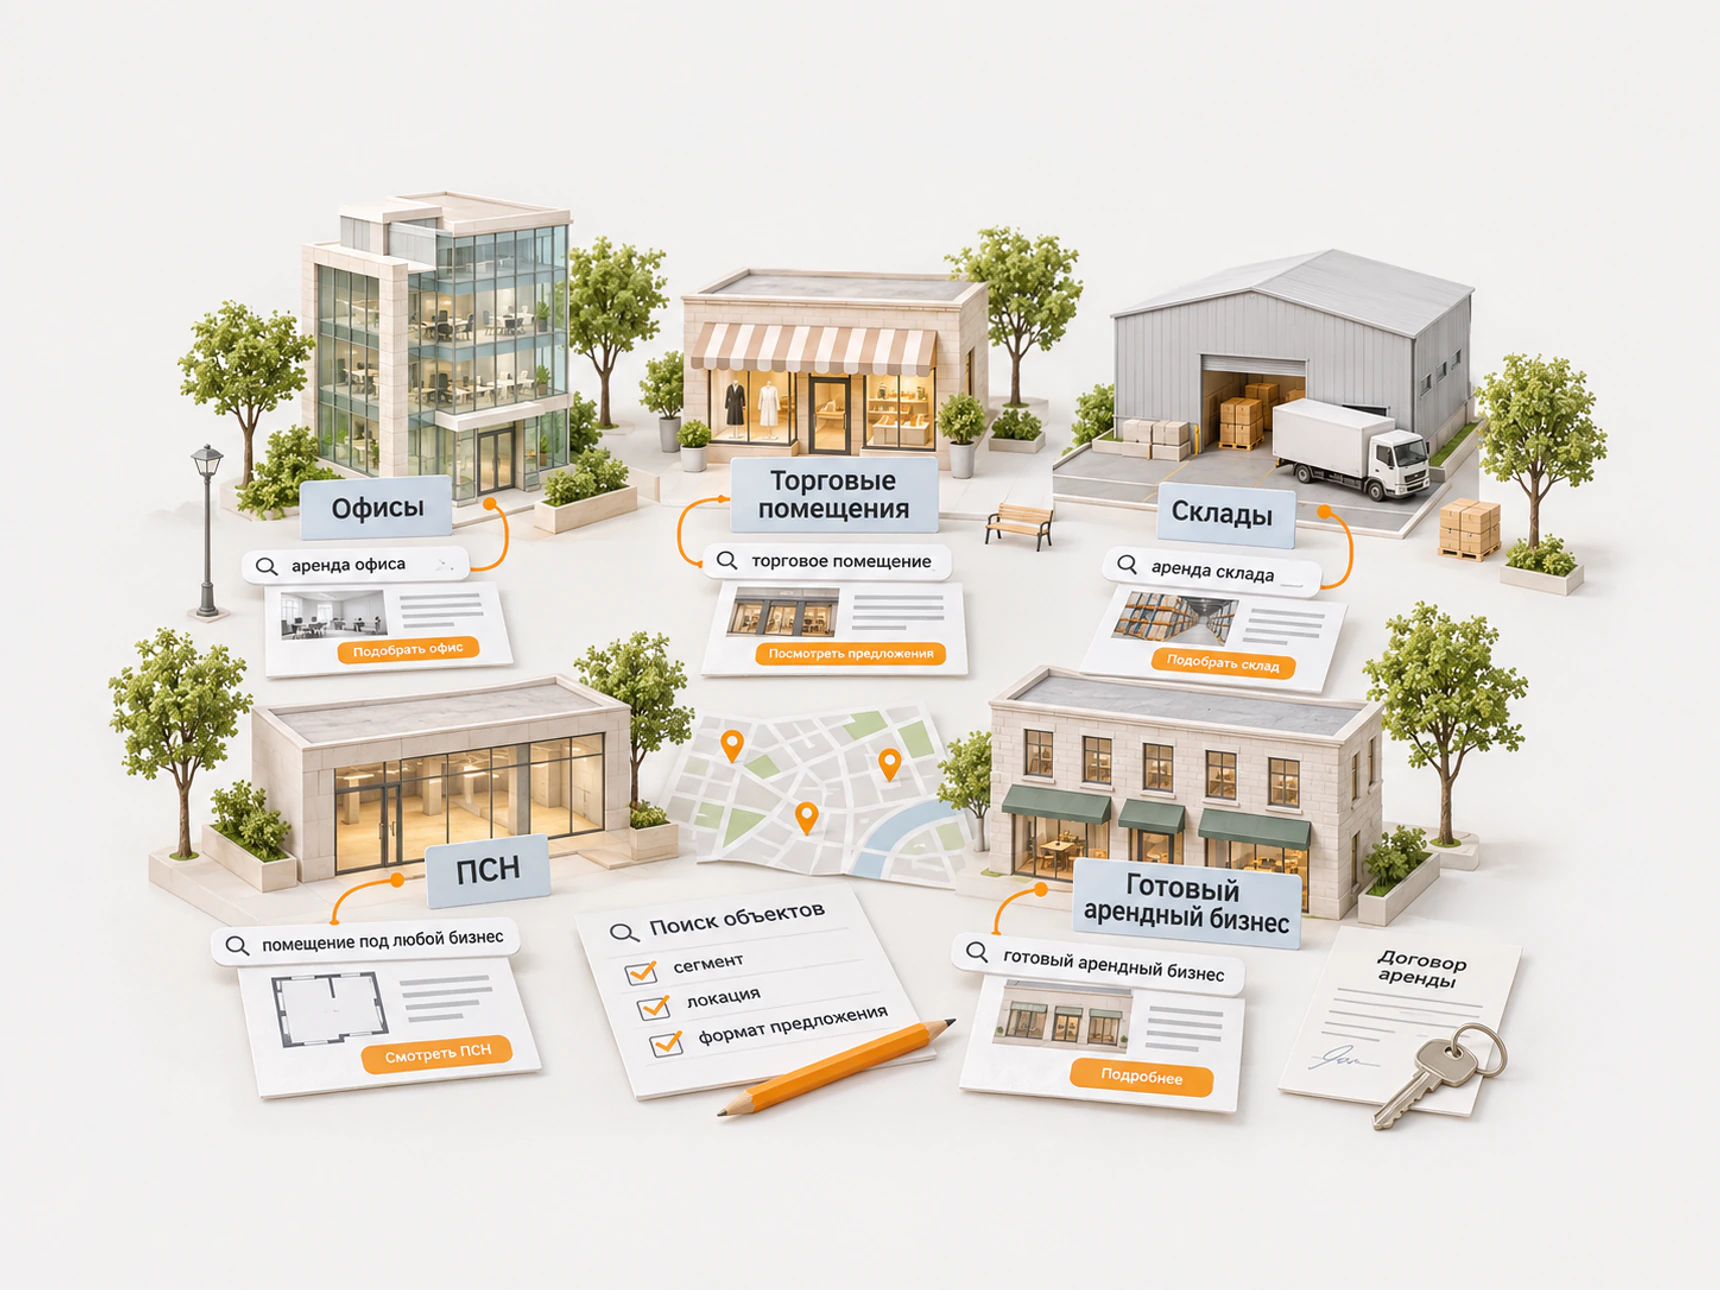 Офисы
аренда офиса
Подобрать офис
Торговые
помещения
торговое помещение
Посмотреть предложения
Склады
аренда склада
Подобрать склад
ПСН
помещение под любой бизнес
Смотреть ПСН
Поиск объектов
сегмент
локация
формат предложения
Готовый
арендный бизнес
готовый арендный бизнес
Подробнее
Договор
аренды